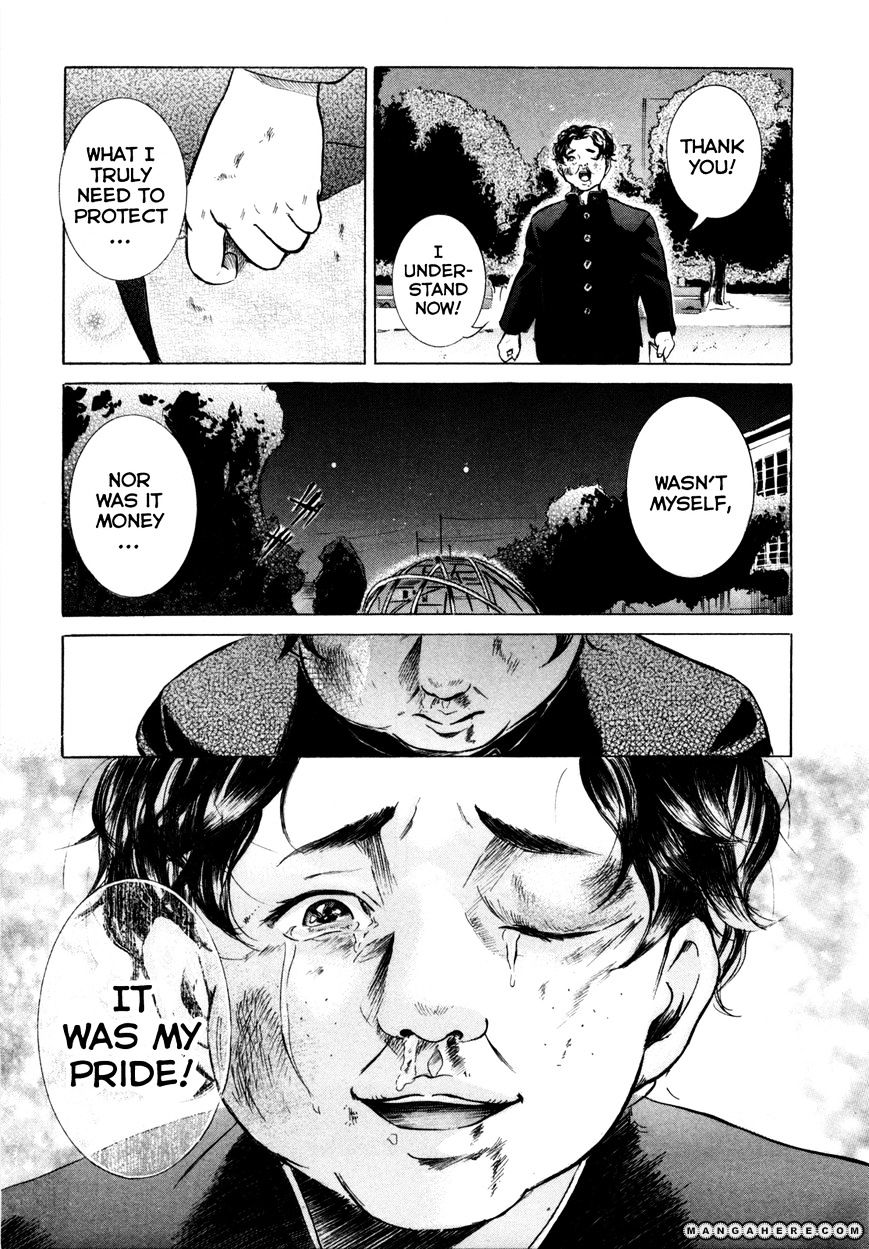 THANK
YOU!
I
UNDER-
STAND
NOW!
WHAT I
TRULY
NEED TO
PROTECT
...
WASN'T
MYSELF,
NOR
WAS IT
MONEY
...
IT
WAS MY
PRIDE!
MANGAHERE.COM